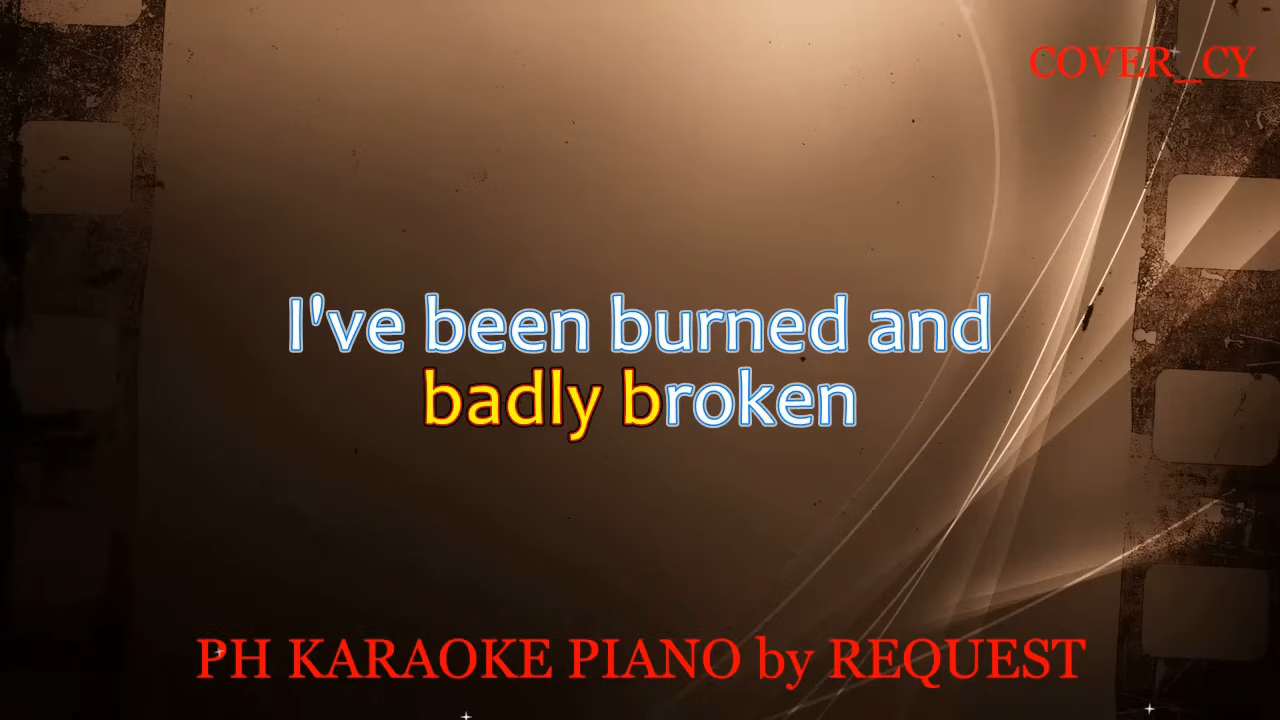 COVER_CY
I've been burned and
badly broken
PH KARAOKE PIANO by REQUEST